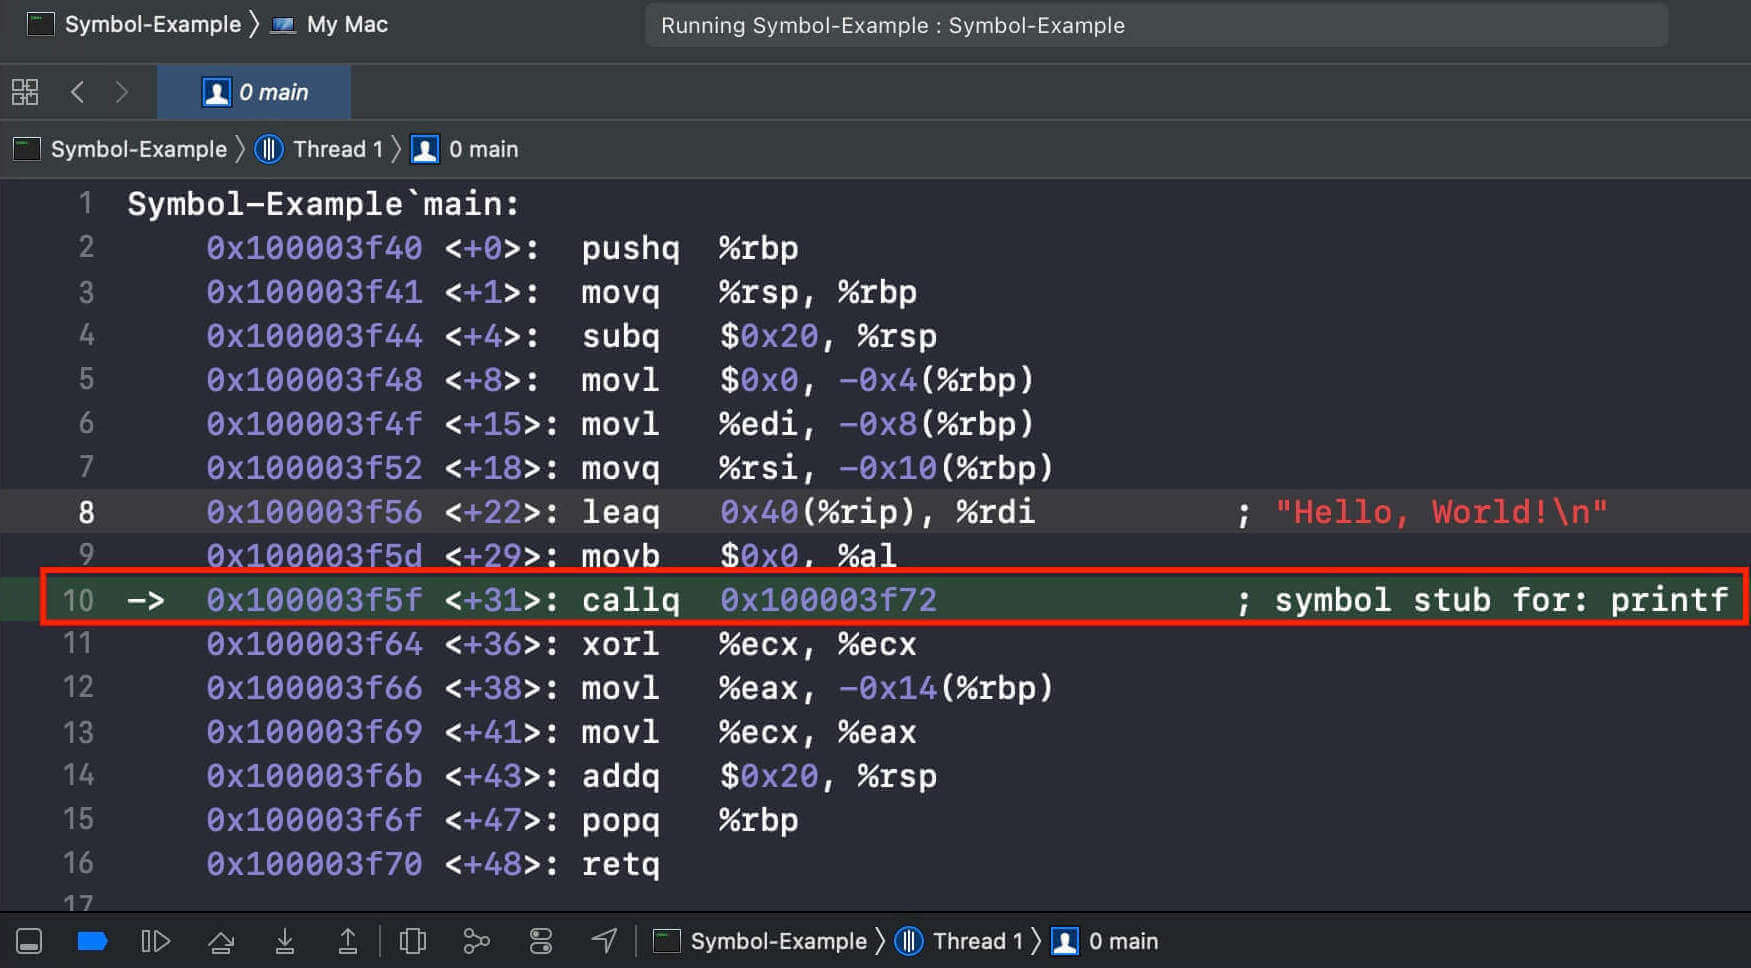 Symbol-Example 〉 My Mac
Running Symbol-Example : Symbol-Example
0 main
Symbol-Example 〉 Thread 1 〉 0 main
1 Symbol-Example`main:
2 0x100003f40 <+0>: pushq %rbp
3 0x100003f41 <+1>: movq %rsp, %rbp
4 0x100003f44 <+4>: subq $0x20, %rsp
5 0x100003f48 <+8>: movl $0x0, -0x4(%rbp)
6 0x100003f4f <+15>: movl %edi, -0x8(%rbp)
7 0x100003f52 <+18>: movq %rsi, -0x10(%rbp)
8 0x100003f56 <+22>: leaq 0x40(%rip), %rdi ; "Hello, World!\n"
9 0x100003f5d <+29>: movb $0x0, %al
10 -> 0x100003f5f <+31>: callq 0x100003f72 ; symbol stub for: printf
11 0x100003f64 <+36>: xorl %ecx, %ecx
12 0x100003f66 <+38>: movl %eax, -0x14(%rbp)
13 0x100003f69 <+41>: movl %ecx, %eax
14 0x100003f6b <+43>: addq $0x20, %rsp
15 0x100003f6f <+47>: popq %rbp
16 0x100003f70 <+48>: retq
17
Symbol-Example 〉 Thread 1 〉 0 main